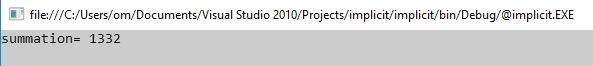 file:///C:/Users/om/Documents/Visual Studio 2010/Projects/implicit/implicit/bin/Debug/@implicit.EXE
summation= 1332